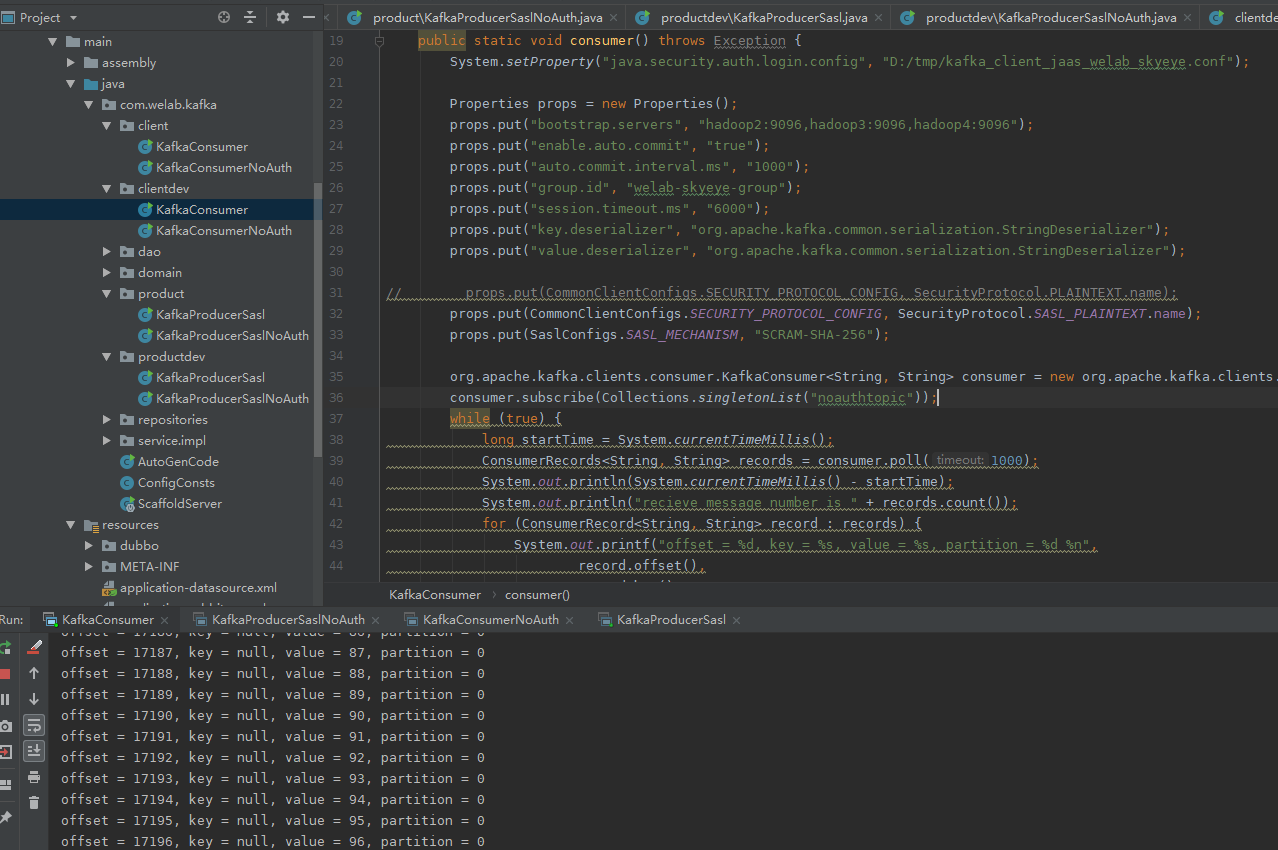 Project
product\KafkaProducerSaslNoAuth.java
productdev\KafkaProducerSasl.java
productdev\KafkaProducerSaslNoAuth.java
clientde
main
assembly
java
com.welab.kafka
client
KafkaConsumer
KafkaConsumerNoAuth
clientdev
KafkaConsumer
KafkaConsumerNoAuth
dao
domain
product
KafkaProducerSasl
KafkaProducerSaslNoAuth
productdev
KafkaProducerSasl
KafkaProducerSaslNoAuth
repositories
service.impl
AutoGenCode
ConfigConsts
ScaffoldServer
resources
dubbo
META-INF
application-datasource.xml
19 public static void consumer() throws Exception {
20 System.setProperty("java.security.auth.login.config", "D:/tmp/kafka_client_jaas_welab_skyeye.conf");
21
22 Properties props = new Properties();
23 props.put("bootstrap.servers", "hadoop2:9096,hadoop3:9096,hadoop4:9096");
24 props.put("enable.auto.commit", "true");
25 props.put("auto.commit.interval.ms", "1000");
26 props.put("group.id", "welab-skyeye-group");
27 props.put("session.timeout.ms", "6000");
28 props.put("key.deserializer", "org.apache.kafka.common.serialization.StringDeserializer");
29 props.put("value.deserializer", "org.apache.kafka.common.serialization.StringDeserializer");
30
31 // props.put(CommonClientConfigs.SECURITY_PROTOCOL_CONFIG, SecurityProtocol.PLAINTEXT.name);
32 props.put(CommonClientConfigs.SECURITY_PROTOCOL_CONFIG, SecurityProtocol.SASL_PLAINTEXT.name);
33 props.put(SaslConfigs.SASL_MECHANISM, "SCRAM-SHA-256");
34
35 org.apache.kafka.clients.consumer.KafkaConsumer<String, String> consumer = new org.apache.kafka.clients.
36 consumer.subscribe(Collections.singletonList("noauthtopic"));
37 while (true) {
38 long startTime = System.currentTimeMillis();
39 ConsumerRecords<String, String> records = consumer.poll( timeout: 1000);
40 System.out.println(System.currentTimeMillis() - startTime);
41 System.out.println("recieve message number is " + records.count());
42 for (ConsumerRecord<String, String> record : records) {
43 System.out.printf("offset = %d, key = %s, value = %s, partition = %d %n",
44 record.offset(),
KafkaConsumer › consumer()
Run: KafkaConsumer KafkaProducerSaslNoAuth KafkaConsumerNoAuth KafkaProducerSasl
offset = 17186, key = null, value = 86, partition = 0
offset = 17187, key = null, value = 87, partition = 0
offset = 17188, key = null, value = 88, partition = 0
offset = 17189, key = null, value = 89, partition = 0
offset = 17190, key = null, value = 90, partition = 0
offset = 17191, key = null, value = 91, partition = 0
offset = 17192, key = null, value = 92, partition = 0
offset = 17193, key = null, value = 93, partition = 0
offset = 17194, key = null, value = 94, partition = 0
offset = 17195, key = null, value = 95, partition = 0
offset = 17196, key = null, value = 96, partition = 0